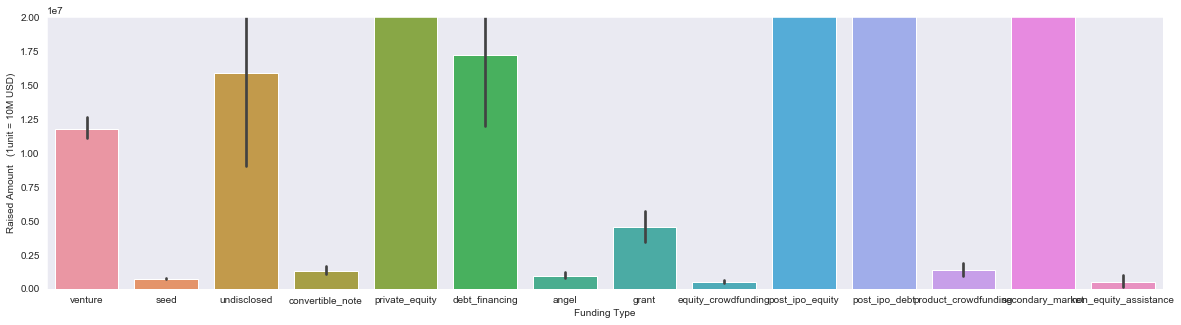 1e7
2.00
1.75
1.50
1.25
1.00
0.75
0.50
0.25
0.00
Raised Amount  (1unit = 10M USD)
venture seed undisclosed convertible_note private_equity debt_financing angel grant equity_crowdfunding post_ipo_equity post_ipo_debt product_crowdfunding secondary_market non_equity_assistance
Funding Type